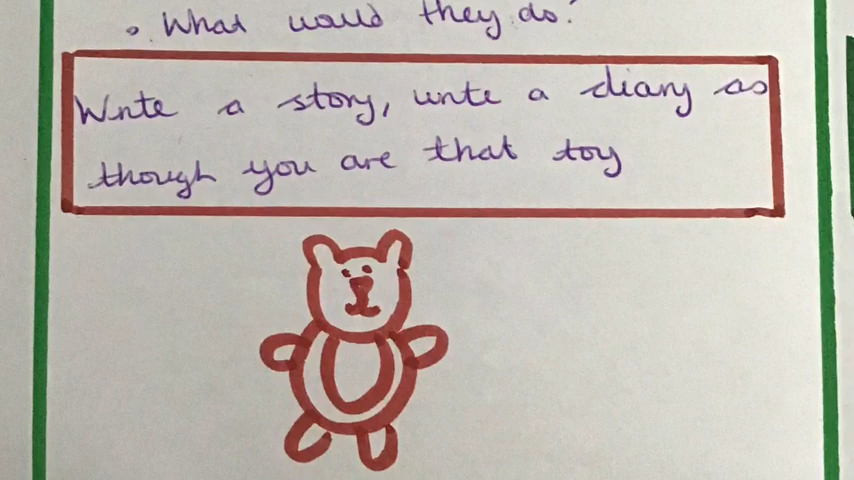 • What would they do?
Write a story, write a diary as
though you are that toy